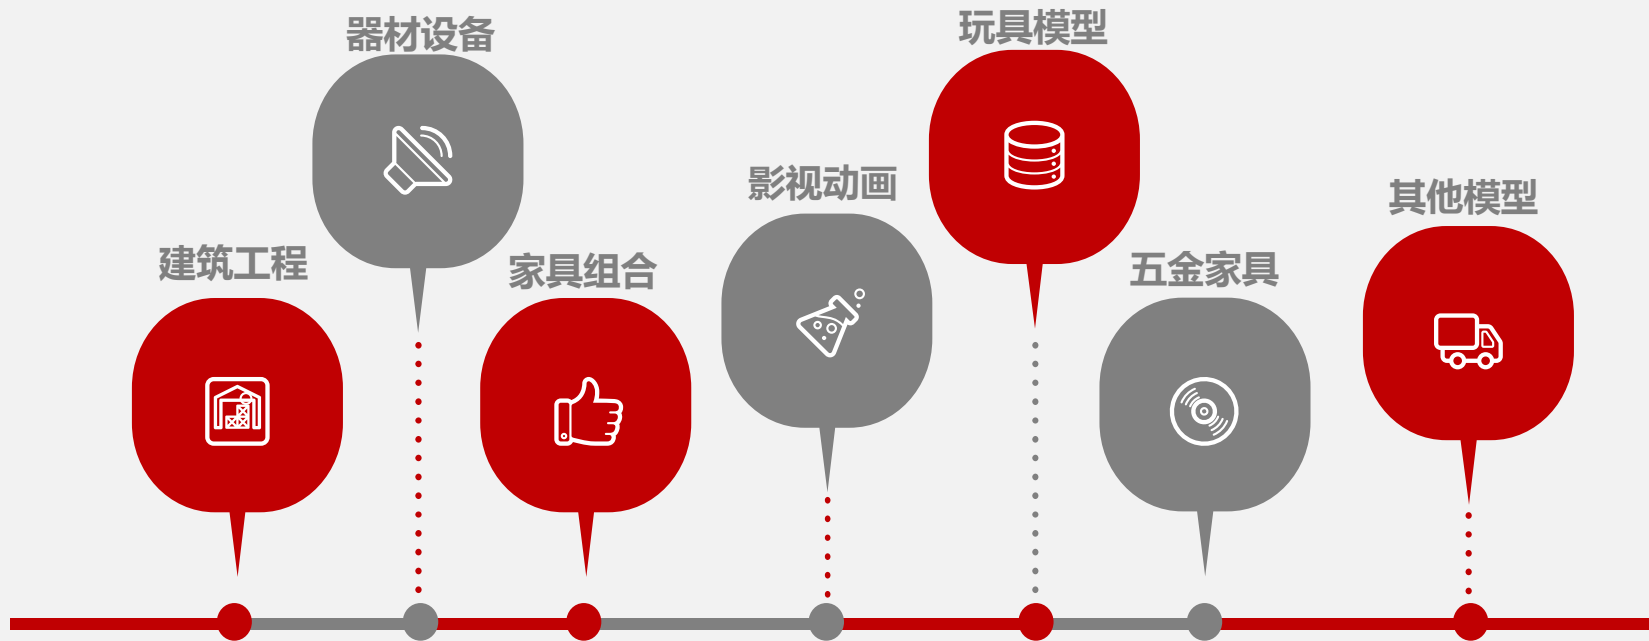 建筑工程
器材设备
家具组合
影视动画
玩具模型
五金家具
其他模型